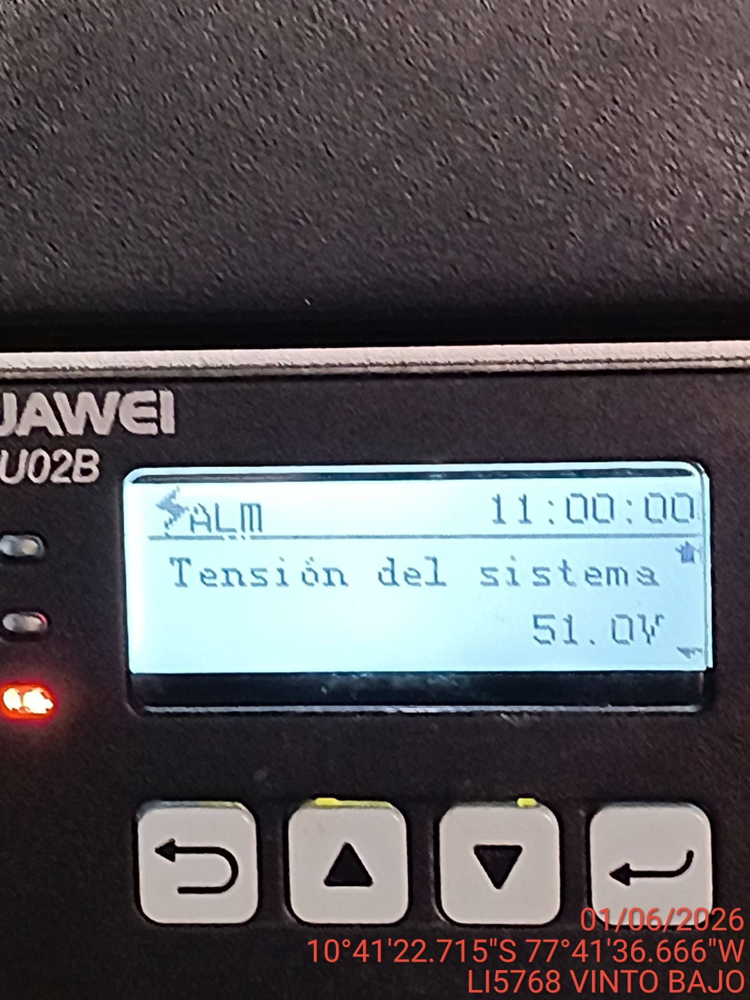 UAWEI
U02B
ALM 11:00:00
Tensión del sistema
51.0V
01/06/2026
10°41'22.715"S 77°41'36.666"W
LI5768 VINTO BAJO